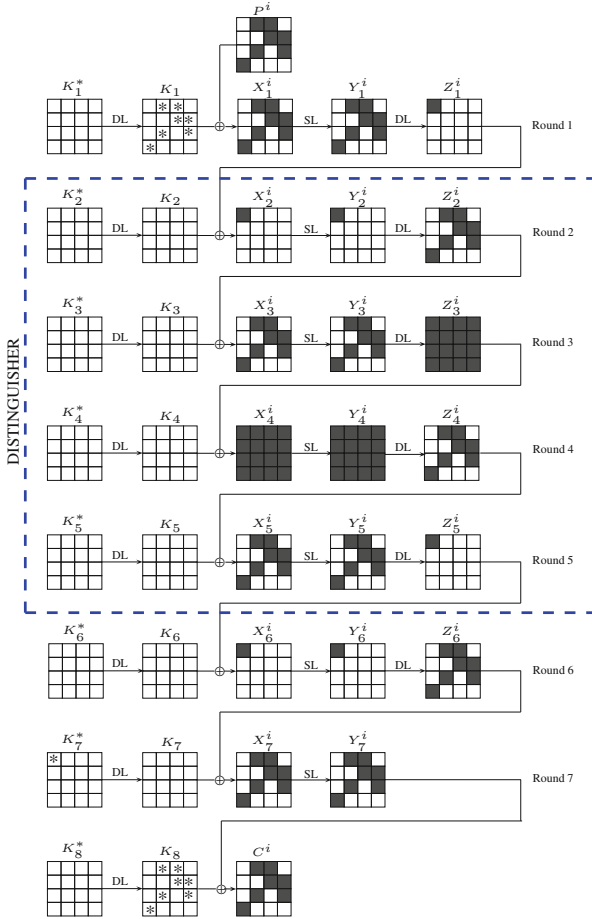 P^i
K_1^* K_1 X_1^i Y_1^i Z_1^i
* *
* *
* *
*
DL ⊕ SL DL Round 1
K_2^* K_2 X_2^i Y_2^i Z_2^i
DL ⊕ SL DL Round 2
K_3^* K_3 X_3^i Y_3^i Z_3^i
DL ⊕ SL DL Round 3
DISTINGUISHER
K_4^* K_4 X_4^i Y_4^i Z_4^i
DL ⊕ SL DL Round 4
K_5^* K_5 X_5^i Y_5^i Z_5^i
DL ⊕ SL DL Round 5
K_6^* K_6 X_6^i Y_6^i Z_6^i
DL ⊕ SL DL Round 6
K_7^* K_7 X_7^i Y_7^i
*
DL ⊕ SL Round 7
K_8^* K_8 C^i
* *
* *
* *
*
DL ⊕